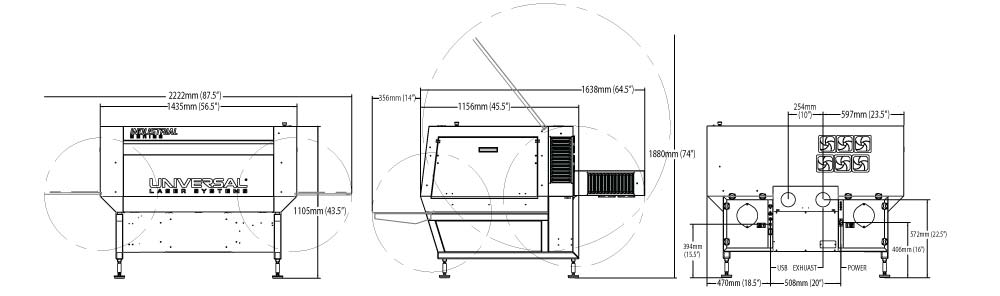 2222mm (87.5")
1435mm (56.5")
INDUSTRIAL
SERIES
UNIVERSAL®
LASER SYSTEMS
1105mm (43.5")
356mm (14")
1638mm (64.5")
1156mm (45.5")
1880mm (74")
254mm
(10")
597mm (23.5")
394mm
(15.5")
572mm (22.5")
406mm (16")
USB EXHUAST POWER
470mm (18.5")
508mm (20")